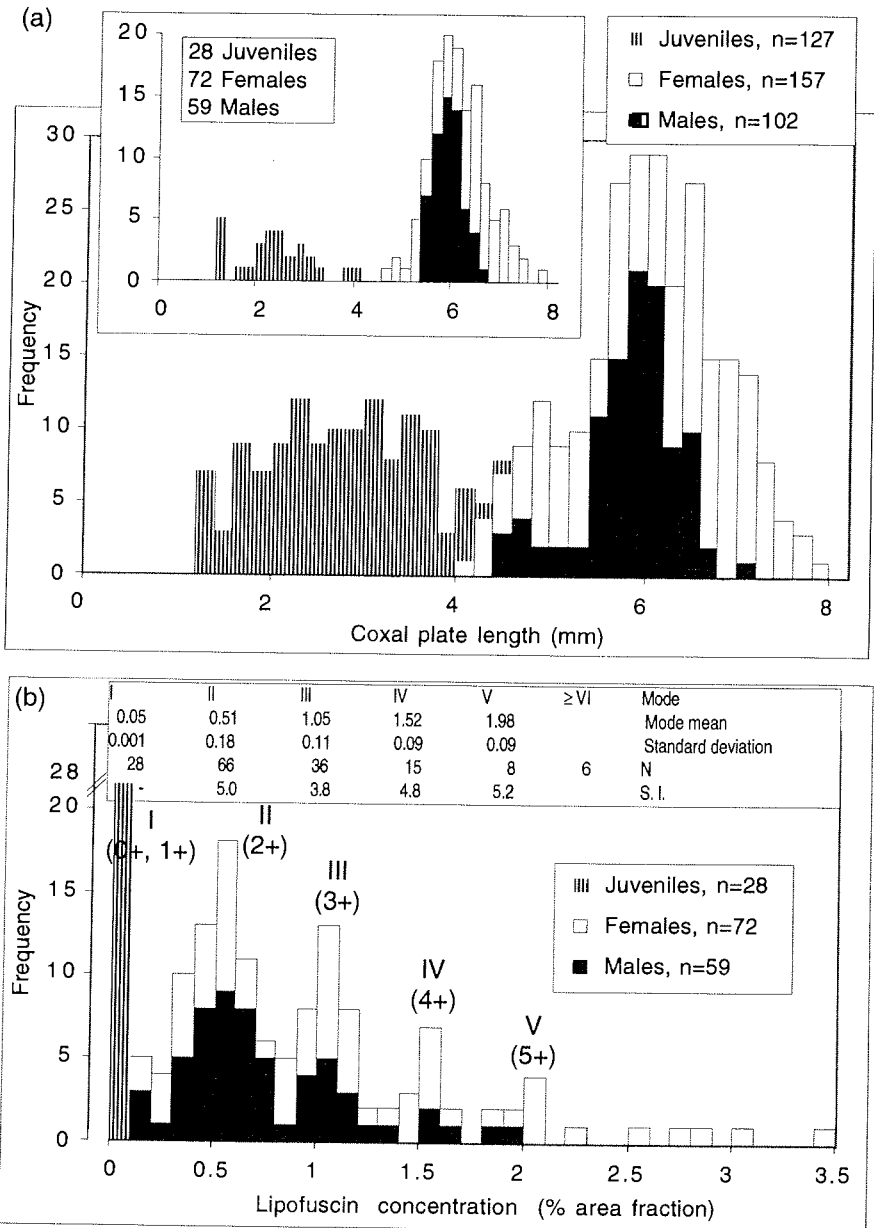 (a)
28 Juveniles
72 Females
59 Males
20
15
10
5
0
0 2 4 6 8
Juveniles, n=127
Females, n=157
Males, n=102
30
25
20
15
10
5
0
Frequency
0 2 4 6 8
Coxal plate length (mm)
(b)
I II III IV V ≥VI Mode
0.05 0.51 1.05 1.52 1.98 Mode mean
0.001 0.18 0.11 0.09 0.09 Standard deviation
28 66 36 15 8 6 N
- 5.0 3.8 4.8 5.2 S. I.
28
20
15
10
5
0
Frequency
I
(0+, 1+)
II
(2+)
III
(3+)
IV
(4+)
V
(5+)
Juveniles, n=28
Females, n=72
Males, n=59
0 0.5 1 1.5 2 2.5 3 3.5
Lipofuscin concentration (% area fraction)